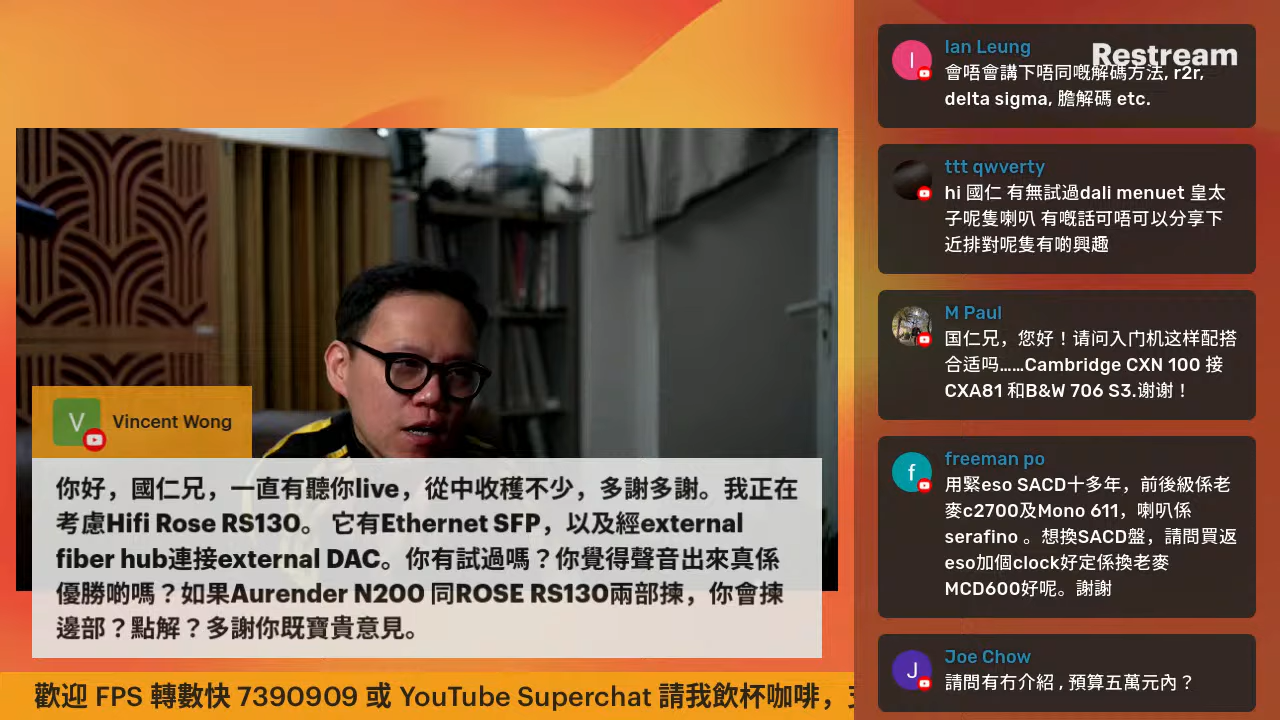 Restream
Ian Leung
會唔會講下唔同嘅解碼方法, r2r,
delta sigma, 膽解碼 etc.
ttt qwverty
hi 國仁 有無試過dali menuet 皇太
子呢隻喇叭 有嘅話可唔可以分享下
近排對呢隻有啲興趣
M Paul
国仁兄，您好！请问入门机这样配搭
合适吗……Cambridge CXN 100 接
CXA81 和B&W 706 S3.谢谢！
freeman po
用緊eso SACD十多年，前後級係老
麥c2700及Mono 611，喇叭係
serafino 。想換SACD盤，請問買返
eso加個clock好定係換老麥
MCD600好呢。謝謝
Joe Chow
請問有冇介紹 , 預算五萬元內？
V
Vincent Wong
你好，國仁兄，一直有聽你live，從中收穫不少，多謝多謝。我正在
考慮Hifi Rose RS130。 它有Ethernet SFP，以及經external
fiber hub連接external DAC。你有試過嗎？你覺得聲音出來真係
優勝啲嗎？如果Aurender N200 同ROSE RS130兩部揀，你會揀
邊部？點解？多謝你既寶貴意見。
歡迎 FPS 轉數快 7390909 或 YouTube Superchat 請我飲杯咖啡，